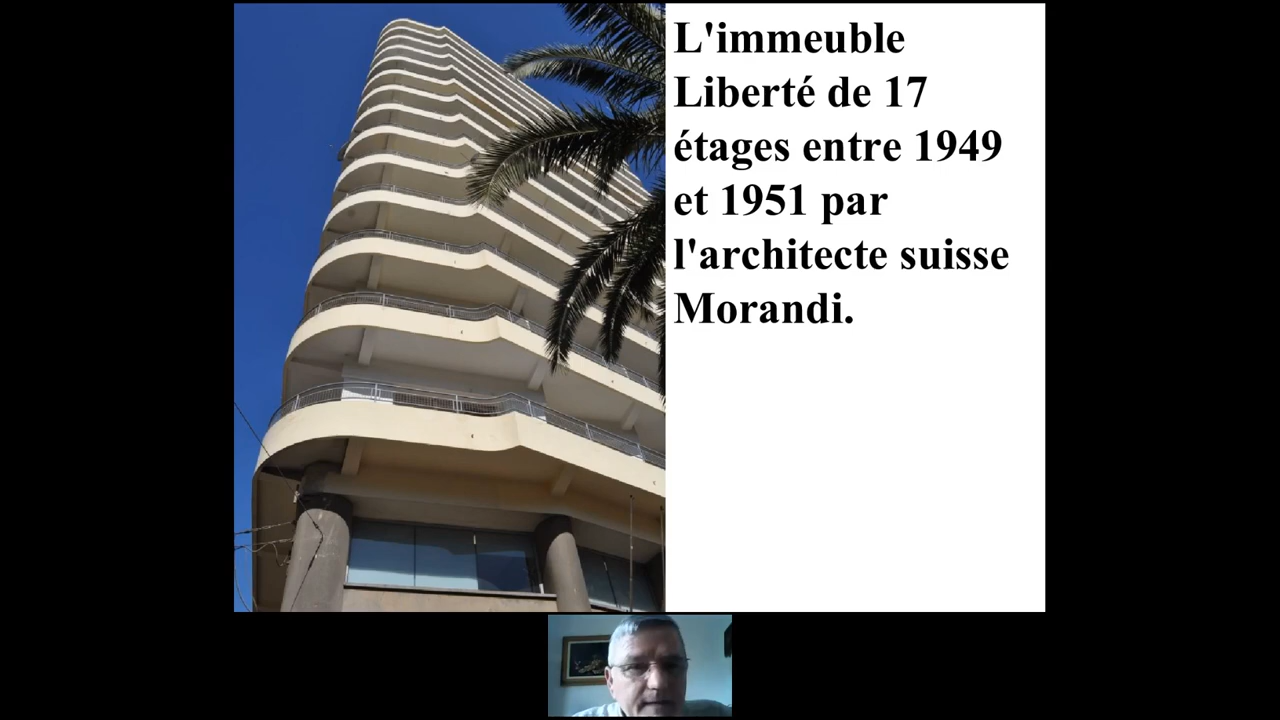 L'immeuble
Liberté de 17
étages entre 1949
et 1951 par
l'architecte suisse
Morandi.